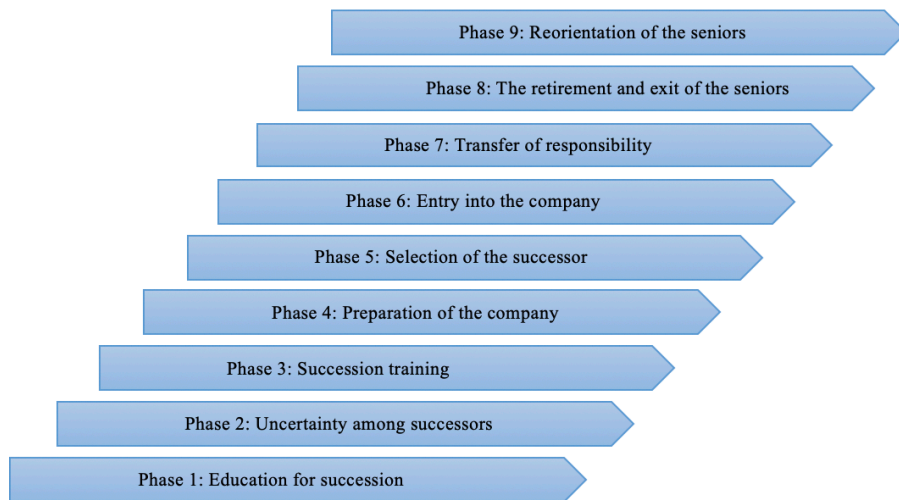 Phase 9: Reorientation of the seniors
Phase 8: The retirement and exit of the seniors
Phase 7: Transfer of responsibility
Phase 6: Entry into the company
Phase 5: Selection of the successor
Phase 4: Preparation of the company
Phase 3: Succession training
Phase 2: Uncertainty among successors
Phase 1: Education for succession